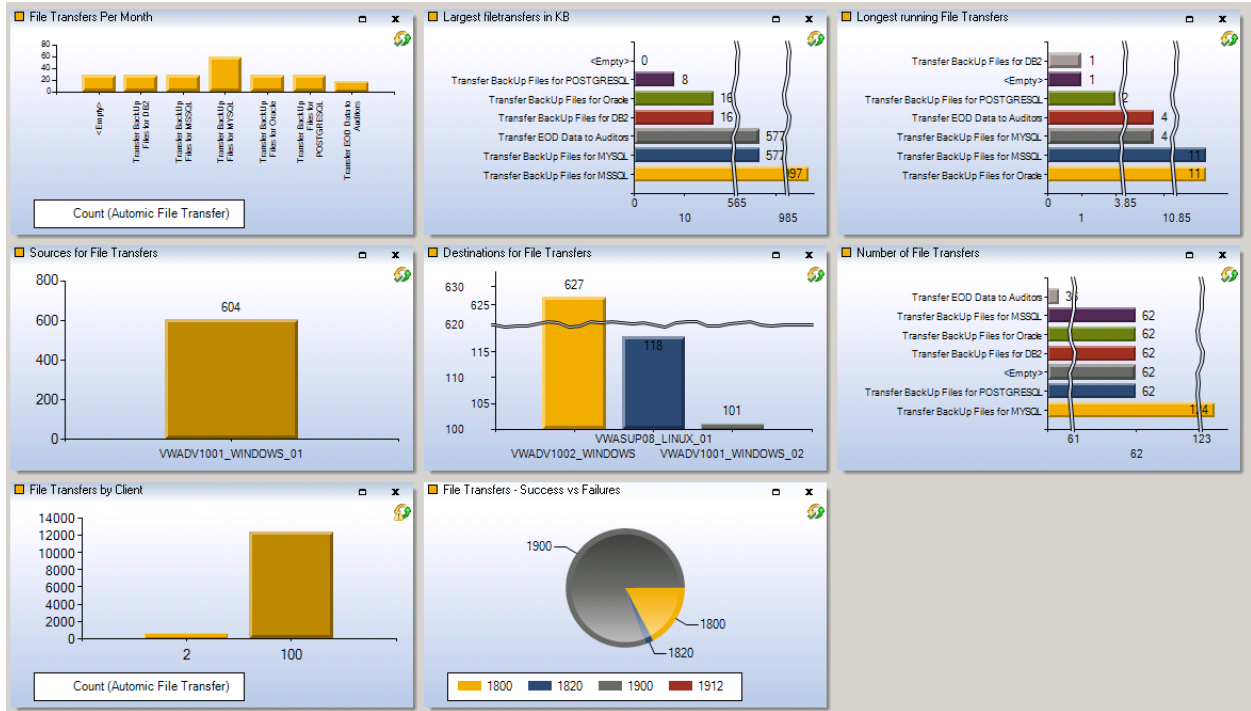 File Transfers Per Month
80
60
40
20
0
<Empty>
Transfer BackUp
Files for DB2
Transfer BackUp
Files for MSSQL
Transfer BackUp
Files for MYSQL
Transfer BackUp
Files for Oracle
Transfer BackUp
Files for
POSTGRESQL
Transfer EOD Data to
Auditors
Count (Automic File Transfer)
Largest filetransfers in KB
<Empty> 0
Transfer BackUp Files for POSTGRESQL 8
Transfer BackUp Files for Oracle 16
Transfer BackUp Files for DB2 16
Transfer EOD Data to Auditors 577
Transfer BackUp Files for MYSQL 577
Transfer BackUp Files for MSSQL 997
0 565
10 985
Longest running File Transfers
Transfer BackUp Files for DB2 1
<Empty> 1
Transfer BackUp Files for POSTGRESQL 2
Transfer EOD Data to Auditors 4
Transfer BackUp Files for MYSQL 4
Transfer BackUp Files for MSSQL 11
Transfer BackUp Files for Oracle 11
0 3.85
1 10.85
Sources for File Transfers
800
600
400
200
0
604
VWADV1001_WINDOWS_01
Destinations for File Transfers
630
625
620
115
110
105
100
627
118
101
VWASUP08_LINUX_01
VWADV1002_WINDOWS VWADV1001_WINDOWS_02
Number of File Transfers
Transfer EOD Data to Auditors
Transfer BackUp Files for MSSQL 62
Transfer BackUp Files for Oracle 62
Transfer BackUp Files for DB2 62
<Empty> 62
Transfer BackUp Files for POSTGRESQL 62
Transfer BackUp Files for MYSQL 124
61 123
62
File Transfers by Client
14000
12000
10000
8000
6000
4000
2000
0
2 100
Count (Automic File Transfer)
File Transfers - Success vs Failures
1900
1800
1820
1800 1820 1900 1912